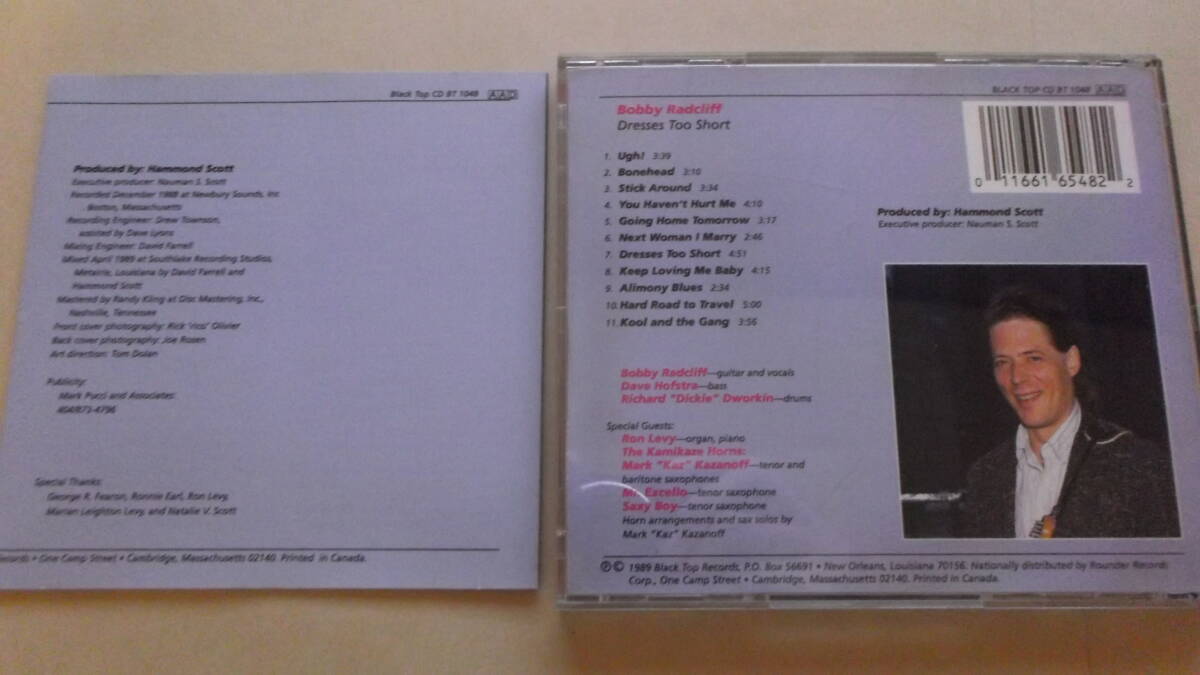 Black Top CD BT 1048 AAD
Produced by: Hammond Scott
Executive producer: Nauman S. Scott
Recorded December 1988 at Newbury Sounds, Inc
Boston, Massachusetts
Recording Engineer: Drew Townson,
assisted by Dave Lyons
Mixing Engineer: David Farrell
Mixed April 1989 at Southlake Recording Studios,
Metairie, Louisiana by David Farrell and
Hammond Scott
Mastered by Randy Kling at Disc Mastering, Inc.,
Nashville, Tennessee
Front cover photography: Rick 'rico' Olivier
Back cover photography: Joe Rosen
Art direction: Tom Dolan
Publicity:
Mark Pucci and Associates:
404/873-4796
Special Thanks:
George R. Fearon, Ronnie Earl, Ron Levy,
Marian Leighton Levy, and Natalie V. Scott
Records • One Camp Street • Cambridge, Massachusetts 02140. Printed in Canada.
BLACK TOP CD BT 1048 AAD
Bobby Radcliff
Dresses Too Short
1. Ugh! 3:39
2. Bonehead 3:10
3. Stick Around 3:34
4. You Haven't Hurt Me 4:10
5. Going Home Tomorrow 3:17
6. Next Woman I Marry 2:46
7. Dresses Too Short 4:51
8. Keep Loving Me Baby 4:15
9. Alimony Blues 2:34
10. Hard Road to Travel 5:00
11. Kool and the Gang 3:56
0 11661 65482 2
Produced by: Hammond Scott
Executive producer: Nauman S. Scott
Bobby Radcliff—guitar and vocals
Dave Hofstra—bass
Richard "Dickie" Dworkin—drums
Special Guests:
Ron Levy—organ, piano
The Kamikaze Horns:
Mark "Kaz" Kazanoff—tenor and
baritone saxophones
Mr. Excello—tenor saxophone
Saxy Boy—tenor saxophone
Horn arrangements and sax solos by
Mark "Kaz" Kazanoff
℗© 1989 Black Top Records, P.O. Box 56691 • New Orleans, Louisiana 70156. Nationally distributed by Rounder Records
Corp., One Camp Street • Cambridge, Massachusetts 02140. Printed in Canada.